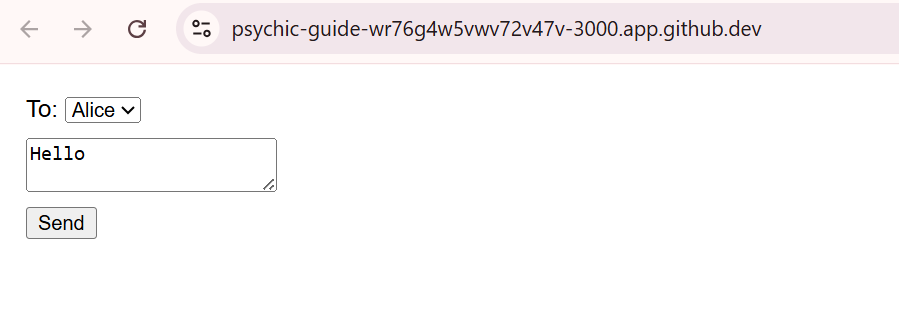 psychic-guide-wr76g4w5vwv72v47v-3000.app.github.dev
To: Alice
Hello
Send